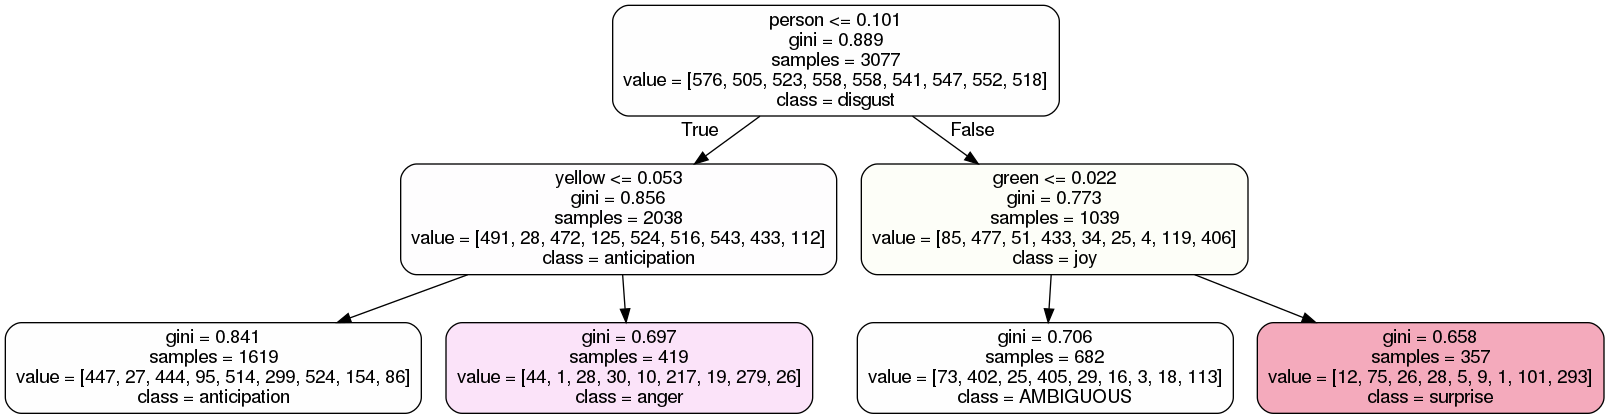 person <= 0.101
gini = 0.889
samples = 3077
value = [576, 505, 523, 558, 558, 541, 547, 552, 518]
class = disgust
True
False
yellow <= 0.053
gini = 0.856
samples = 2038
value = [491, 28, 472, 125, 524, 516, 543, 433, 112]
class = anticipation
green <= 0.022
gini = 0.773
samples = 1039
value = [85, 477, 51, 433, 34, 25, 4, 119, 406]
class = joy
gini = 0.841
samples = 1619
value = [447, 27, 444, 95, 514, 299, 524, 154, 86]
class = anticipation
gini = 0.697
samples = 419
value = [44, 1, 28, 30, 10, 217, 19, 279, 26]
class = anger
gini = 0.706
samples = 682
value = [73, 402, 25, 405, 29, 16, 3, 18, 113]
class = AMBIGUOUS
gini = 0.658
samples = 357
value = [12, 75, 26, 28, 5, 9, 1, 101, 293]
class = surprise